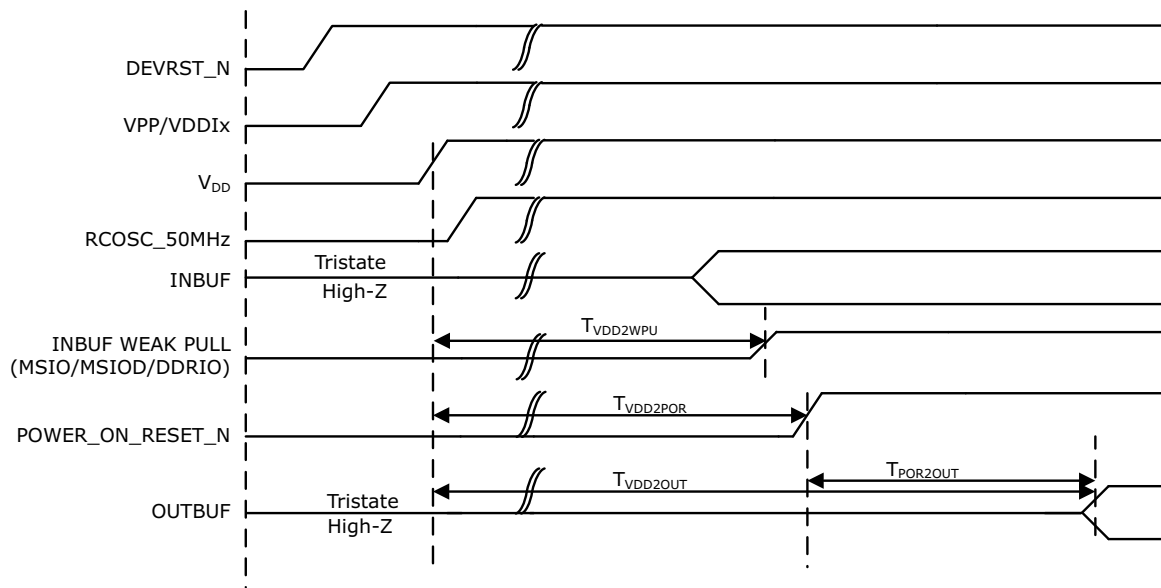 DEVRST_N
VPP/VDDIx
VDD
RCOSC_50MHz
Tristate
INBUF
High-Z
TVDD2WPU
INBUF WEAK PULL
(MSIO/MSIOD/DDRIO)
TVDD2POR
POWER_ON_RESET_N
TPOR2OUT
TVDD2OUT
Tristate
OUTBUF
High-Z